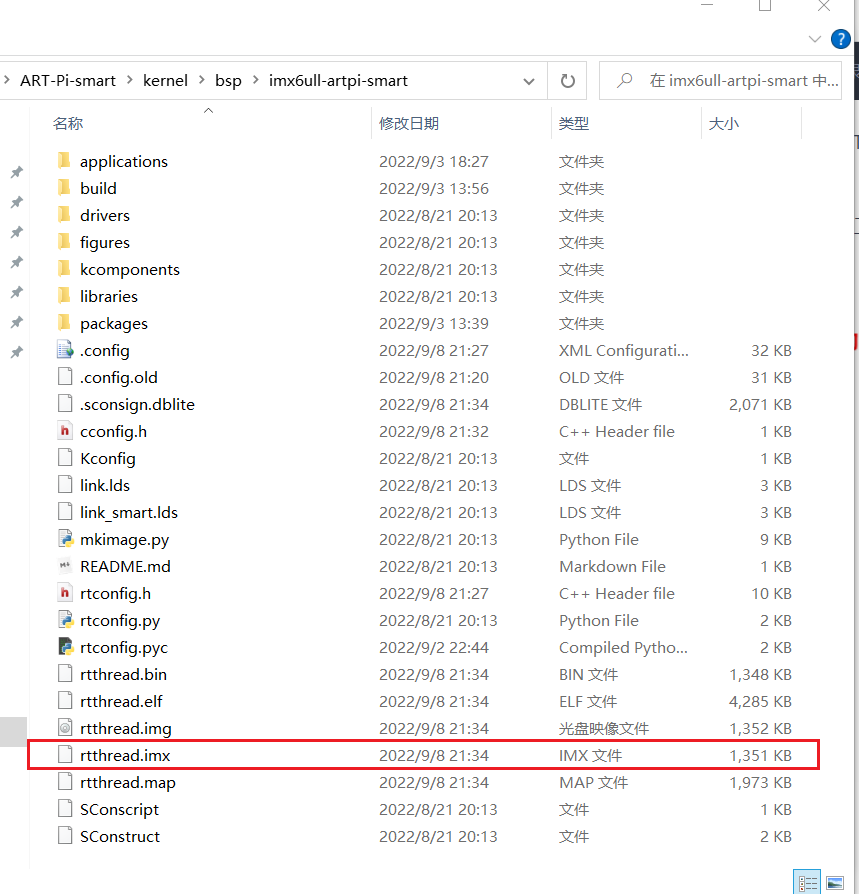 ?
ART-Pi-smart > kernel > bsp > imx6ull-artpi-smart 在 imx6ull-artpi-smart 中...
名称 修改日期 类型 大小
applications 2022/9/3 18:27 文件夹
build 2022/9/3 13:56 文件夹
drivers 2022/8/21 20:13 文件夹
figures 2022/8/21 20:13 文件夹
kcomponents 2022/8/21 20:13 文件夹
libraries 2022/8/21 20:13 文件夹
packages 2022/9/3 13:39 文件夹
.config 2022/9/8 21:27 XML Configurati... 32 KB
.config.old 2022/9/8 21:20 OLD 文件 31 KB
.sconsign.dblite 2022/9/8 21:34 DBLITE 文件 2,071 KB
cconfig.h 2022/9/8 21:32 C++ Header file 1 KB
Kconfig 2022/8/21 20:13 文件 1 KB
link.lds 2022/8/21 20:13 LDS 文件 3 KB
link_smart.lds 2022/8/21 20:13 LDS 文件 3 KB
mkimage.py 2022/8/21 20:13 Python File 9 KB
README.md 2022/8/21 20:13 Markdown File 1 KB
rtconfig.h 2022/9/8 21:27 C++ Header file 10 KB
rtconfig.py 2022/8/21 20:13 Python File 2 KB
rtconfig.pyc 2022/9/2 22:44 Compiled Pytho... 2 KB
rtthread.bin 2022/9/8 21:34 BIN 文件 1,348 KB
rtthread.elf 2022/9/8 21:34 ELF 文件 4,285 KB
rtthread.img 2022/9/8 21:34 光盘映像文件 1,352 KB
rtthread.imx 2022/9/8 21:34 IMX 文件 1,351 KB
rtthread.map 2022/9/8 21:34 MAP 文件 1,973 KB
SConscript 2022/8/21 20:13 文件 1 KB
SConstruct 2022/8/21 20:13 文件 2 KB